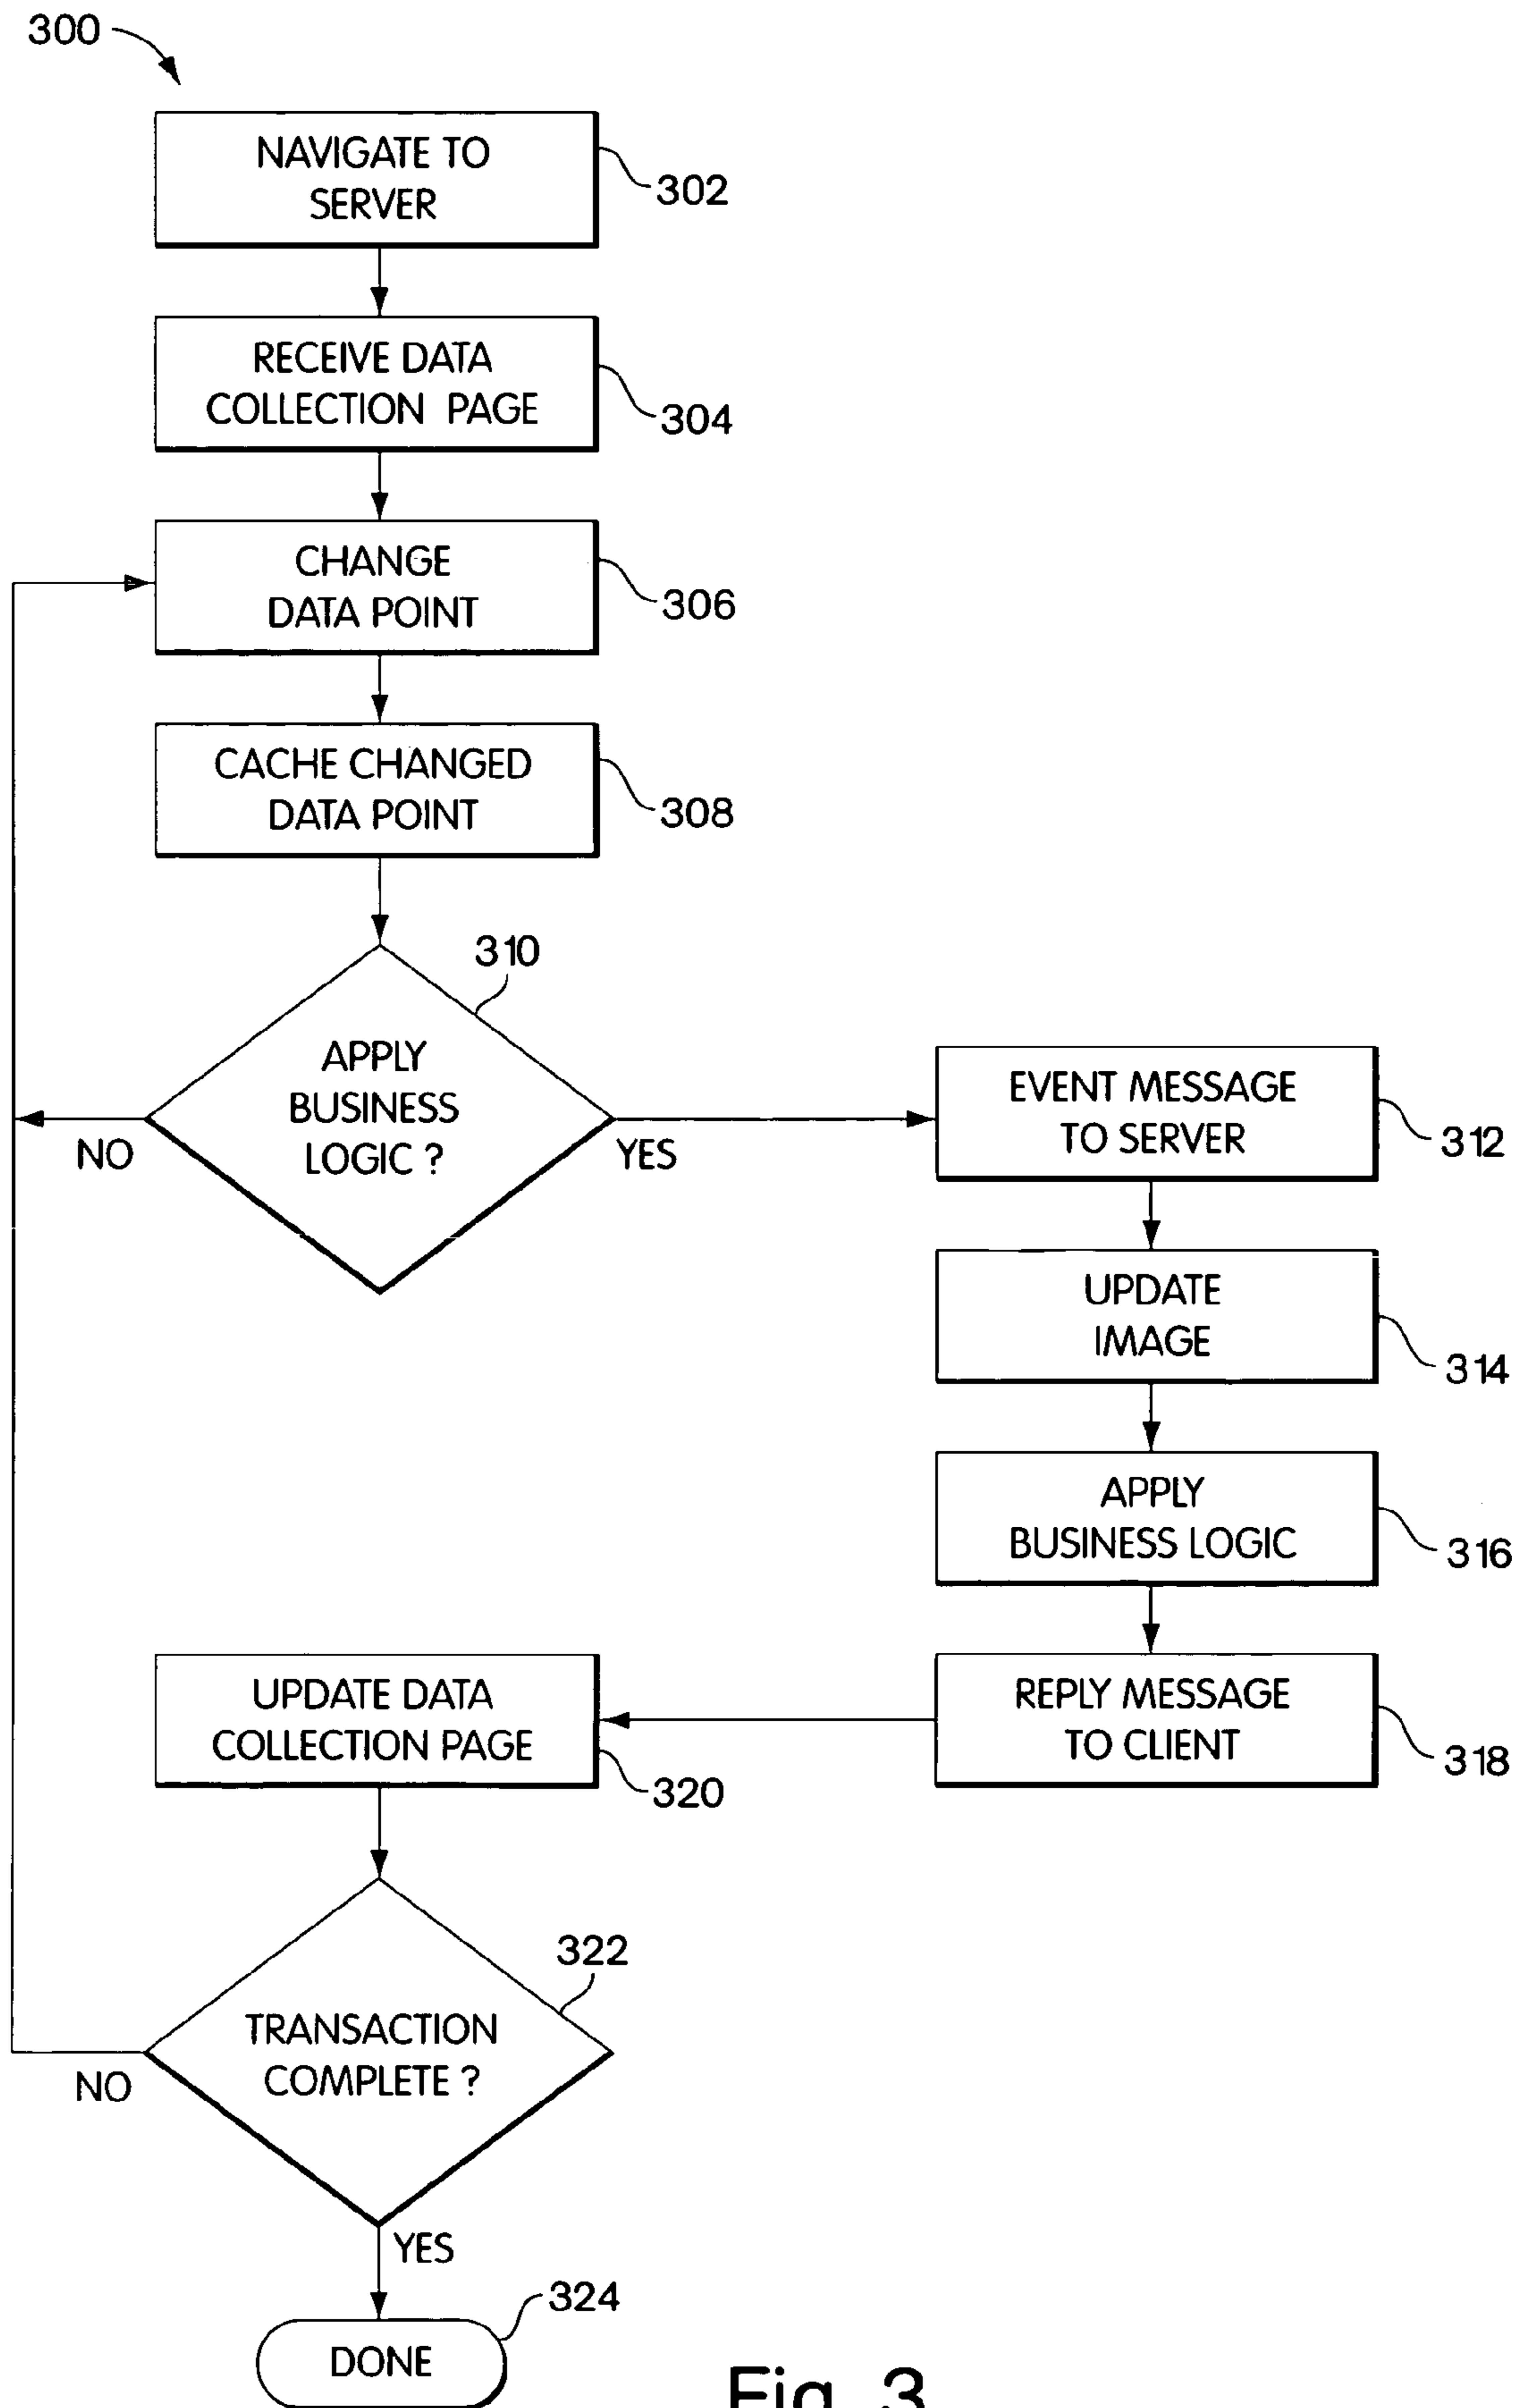 300
NAVIGATE TO
SERVER
302
RECEIVE DATA
COLLECTION PAGE
304
CHANGE
DATA POINT
306
CACHE CHANGED
DATA POINT
308
310
APPLY
BUSINESS
LOGIC ?
NO
YES
EVENT MESSAGE
TO SERVER
312
UPDATE
IMAGE
314
APPLY
BUSINESS LOGIC
316
REPLY MESSAGE
TO CLIENT
318
UPDATE DATA
COLLECTION PAGE
320
322
TRANSACTION
COMPLETE ?
NO
YES
324
DONE
Fig. 3